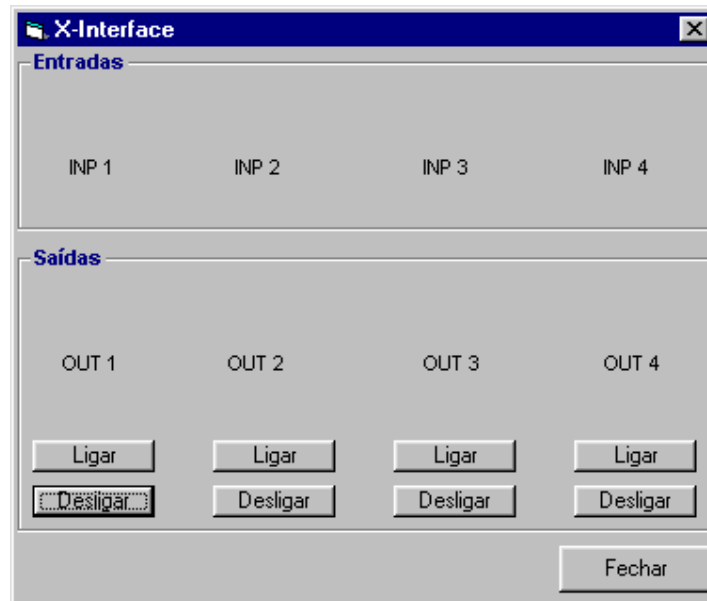 X-Interface
Entradas
INP 1 INP 2 INP 3 INP 4
Saídas
OUT 1 OUT 2 OUT 3 OUT 4
Ligar Ligar Ligar Ligar
Desligar Desligar Desligar Desligar
Fechar